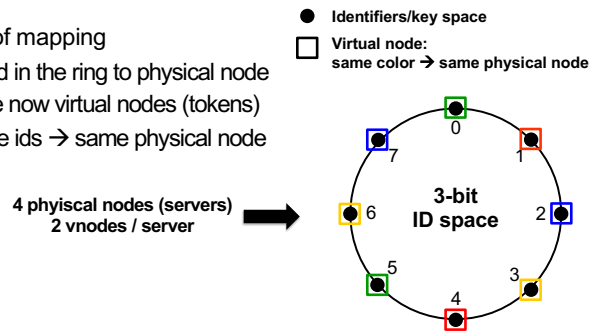 Identifiers/key space
Virtual node:
same color → same physical node
of mapping
d in the ring to physical node
e now virtual nodes (tokens)
e ids → same physical node
4 phyiscal nodes (servers)
2 vnodes / server
3-bit
ID space
0
1
2
3
4
5
6
7